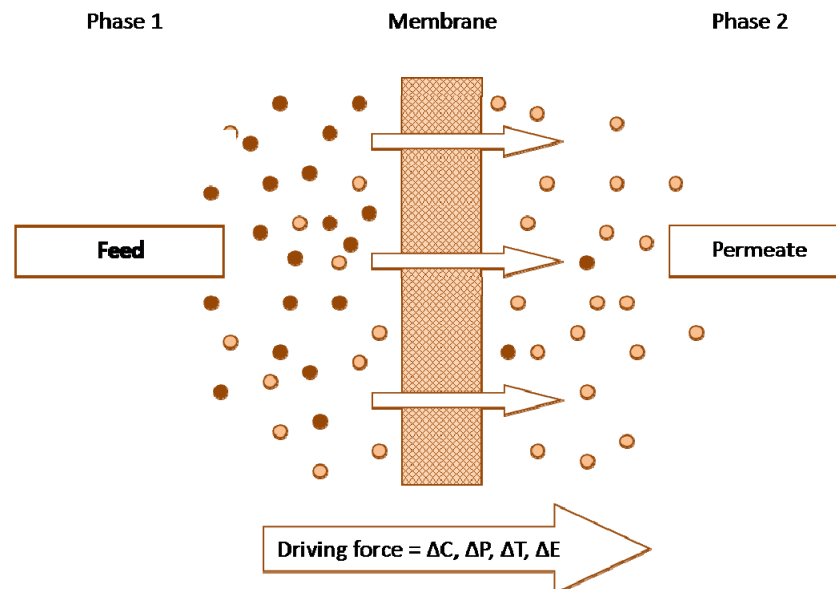 Phase 1
Membrane
Phase 2
Feed
Permeate
Driving force = ΔC, ΔP, ΔT, ΔE